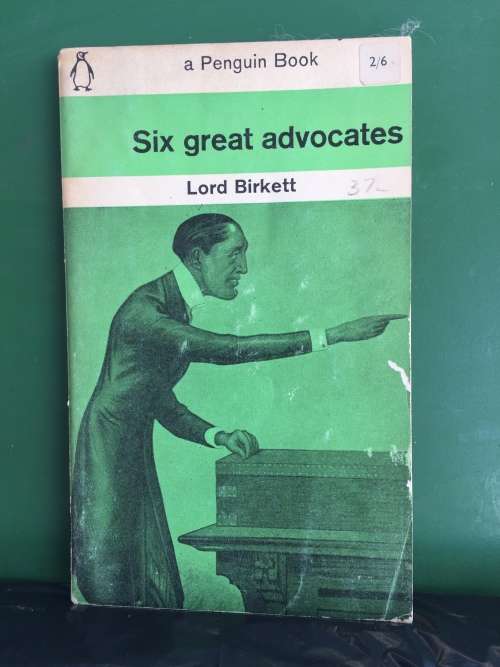 a Penguin Book
2/6
Six great advocates
Lord Birkett
37-